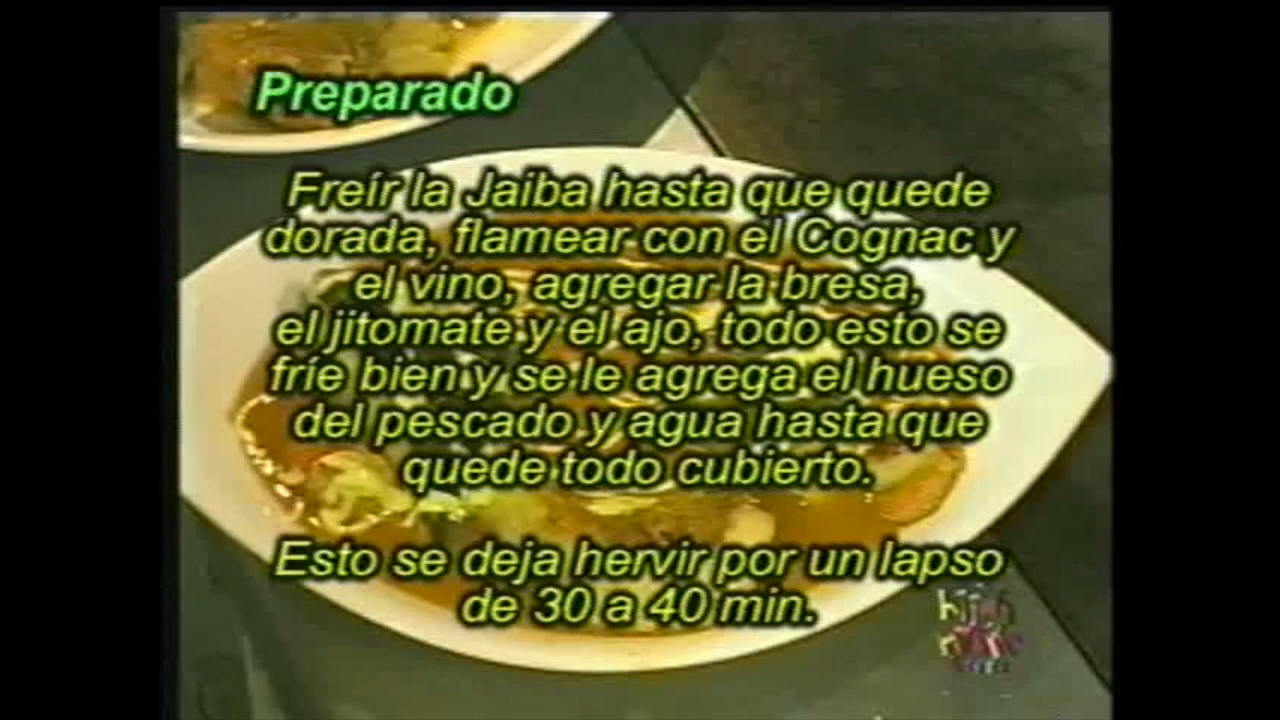 Preparado
Freír la Jaiba hasta que quede
dorada, flamear con el Cognac y
el vino, agregar la bresa,
el jitomate y el ajo, todo esto se
fríe bien y se le agrega el hueso
del pescado y agua hasta que
quede todo cubierto.
Esto se deja hervir por un lapso
de 30 a 40 min.